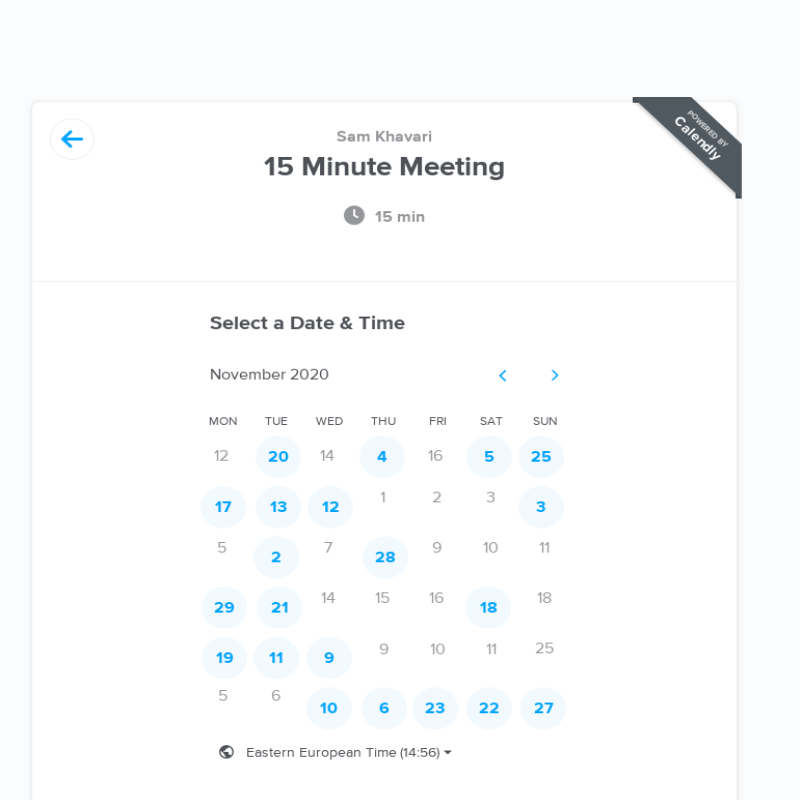 POWERED BY
Calendly
Sam Khavari
15 Minute Meeting
15 min
Select a Date & Time
November 2020
MON TUE WED THU FRI SAT SUN
12 20 14 4 16 5 25
17 13 12 1 2 3 3
5 2 7 28 9 10 11
29 21 14 15 16 18 18
19 11 9 9 10 11 25
5 6 10 6 23 22 27
Eastern European Time (14:56)